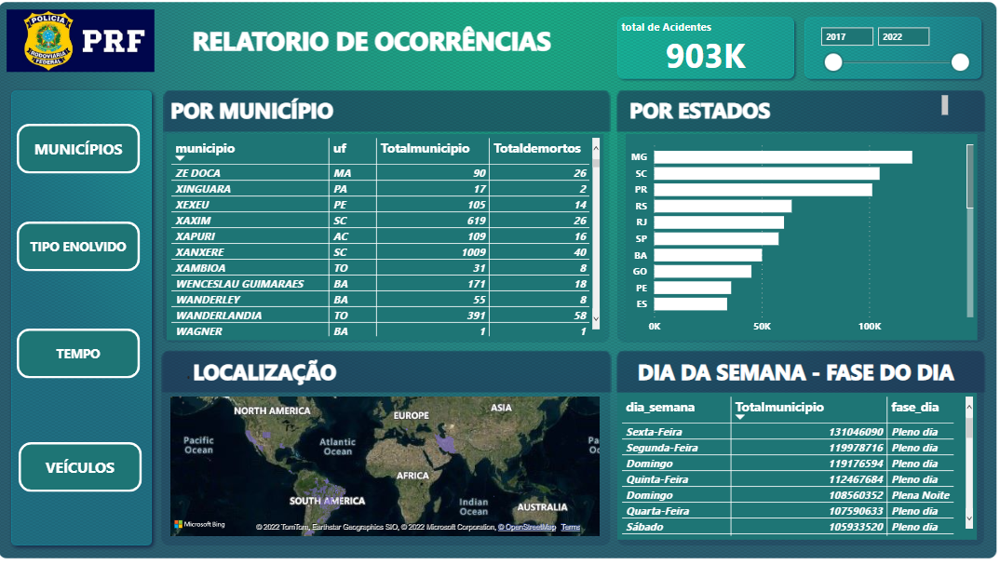 POLÍCIA
RODOVIÁRIA
FEDERAL
PRF
RELATORIO DE OCORRÊNCIAS
total de Acidentes
903K
2017 2022
MUNICÍPIOS
TIPO ENOLVIDO
TEMPO
VEÍCULOS
POR MUNICÍPIO
municipio uf Totalmunicipio Totaldemortos
ZE DOCA MA 90 26
XINGUARA PA 17 2
XEXEU PE 105 14
XAXIM SC 619 26
XAPURI AC 109 16
XANXERE SC 1009 40
XAMBIOA TO 31 8
WENCESLAU GUIMARAES BA 171 18
WANDERLEY BA 55 8
WANDERLANDIA TO 391 58
WAGNER BA 1 1
POR ESTADOS
MG
SC
PR
RS
RJ
SP
BA
GO
PE
ES
0K 50K 100K
LOCALIZAÇÃO
NORTH AMERICA
EUROPE
ASIA
Pacific
Ocean
Atlantic
Ocean
Pa
Oc
AFRICA
SOUTH AMERICA
Indian
Ocean
AUSTRALIA
Microsoft Bing
© 2022 TomTom, Earthstar Geographics SIO, © 2022 Microsoft Corporation, © OpenStreetMap Terms
DIA DA SEMANA - FASE DO DIA
dia_semana Totalmunicipio fase_dia
Sexta-Feira 131046090 Pleno dia
Segunda-Feira 119978716 Pleno dia
Domingo 119176594 Pleno dia
Quinta-Feira 112467684 Pleno dia
Domingo 108560352 Plena Noite
Quarta-Feira 107590633 Pleno dia
Sábado 105933520 Pleno dia